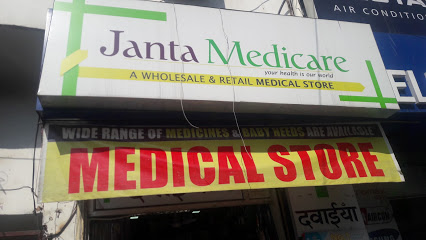 Janta Medicare
your health is our world
A WHOLESALE & RETAIL MEDICAL STORE
AIR CONDITIO
EL
WIDE RANGE OF MEDICINES & BABY NEEDS ARE AVAILABLE
MEDICAL STORE
दवाईयां